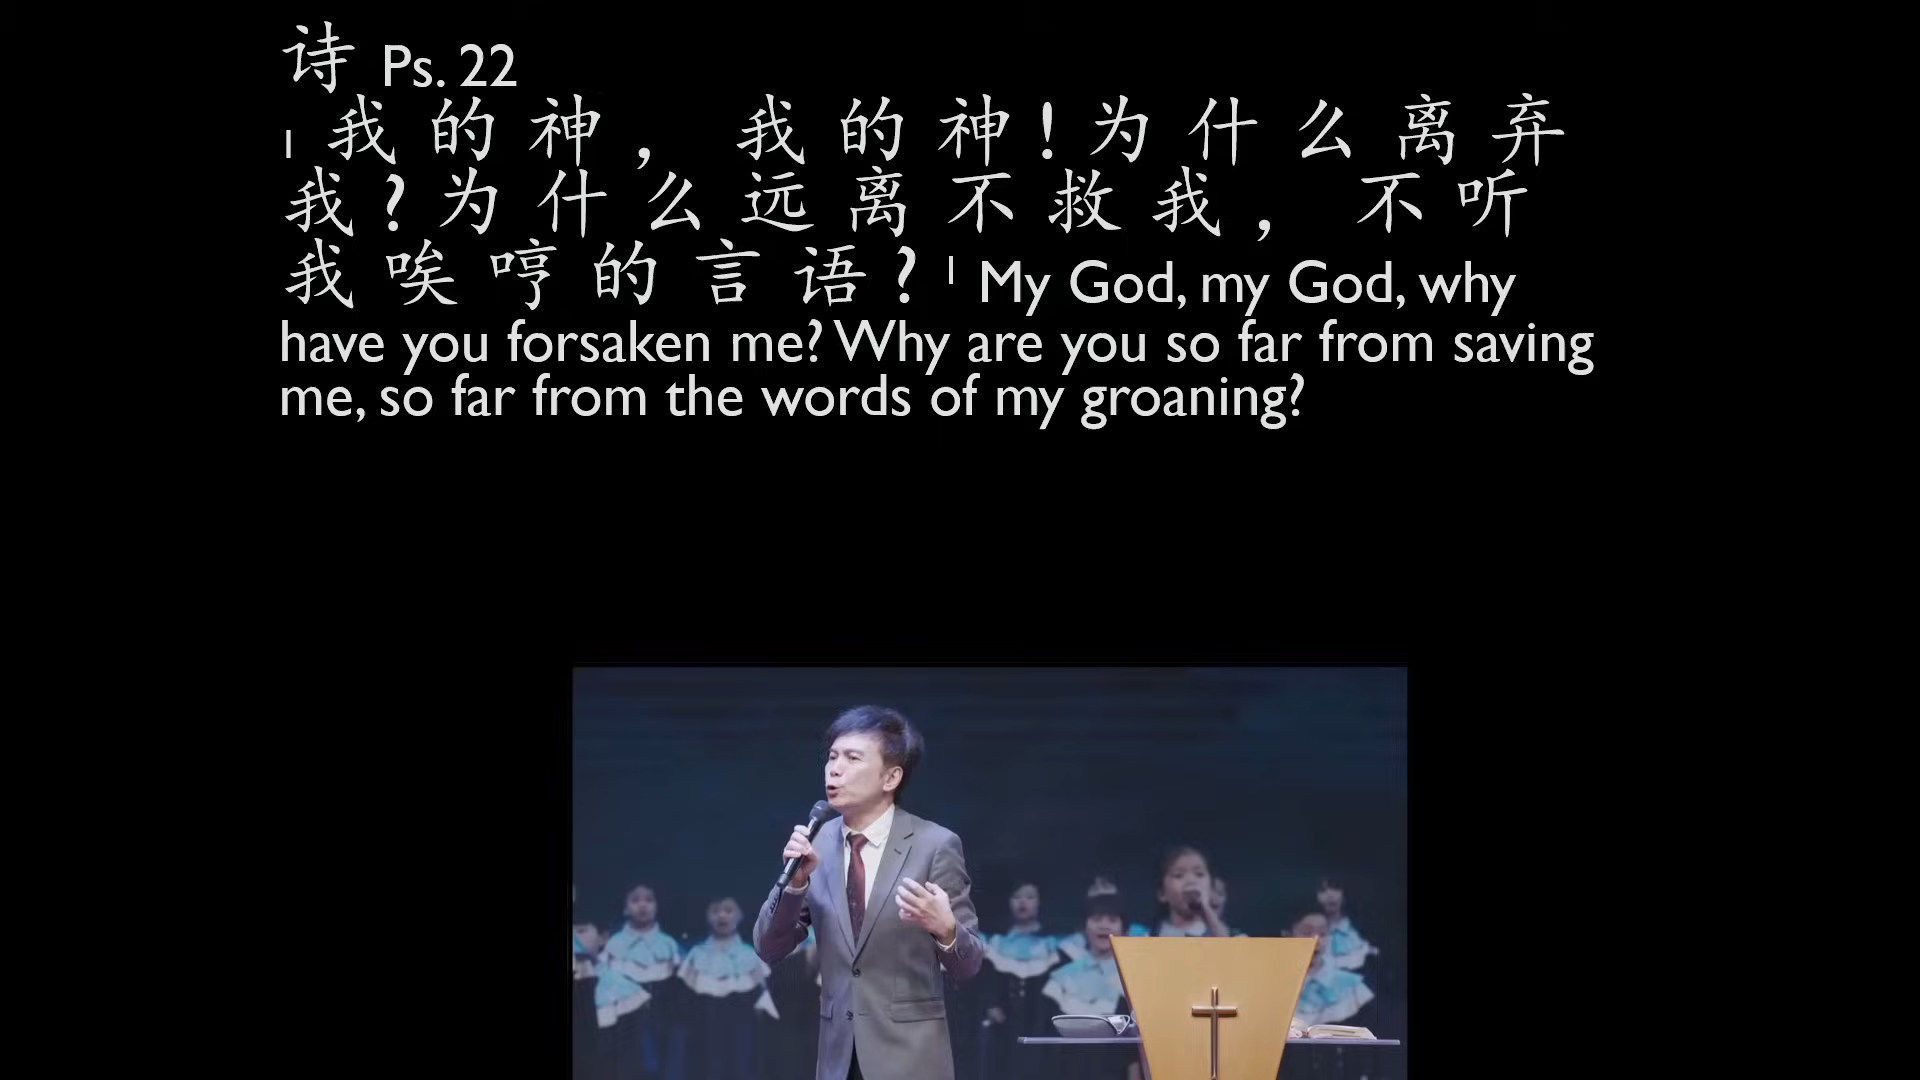 诗 Ps. 22
1 我的神，我的神！为什么离弃
我？为什么远离不救我，不听
我唉哼的言语？1 My God, my God, why
have you forsaken me? Why are you so far from saving
me, so far from the words of my groaning?